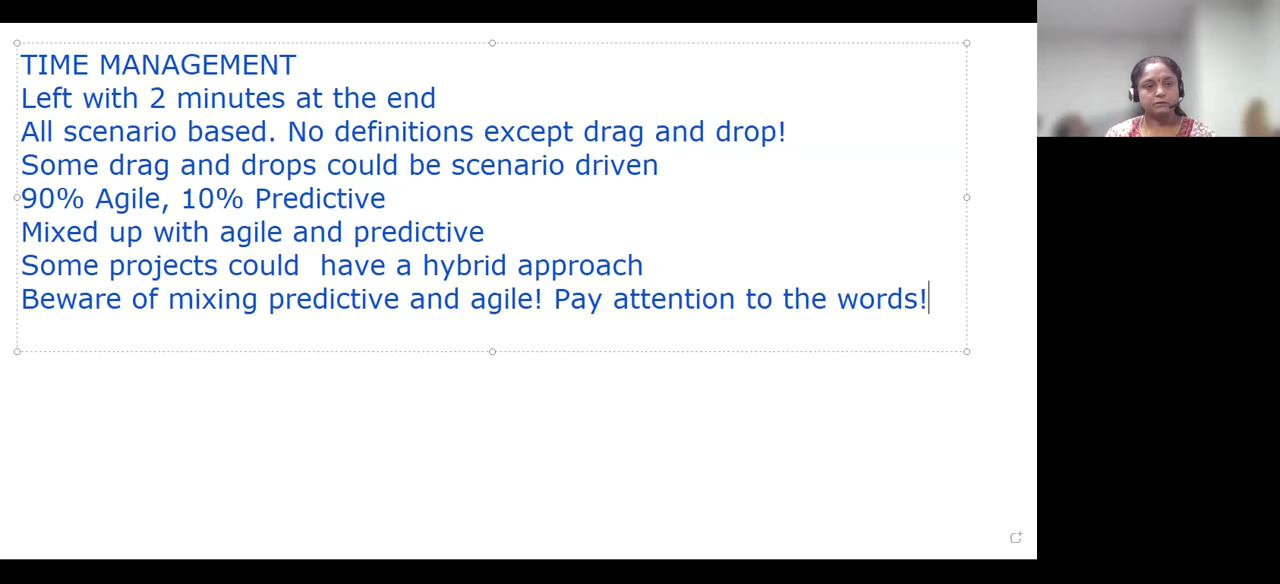 TIME MANAGEMENT
Left with 2 minutes at the end
All scenario based. No definitions except drag and drop!
Some drag and drops could be scenario driven
90% Agile, 10% Predictive
Mixed up with agile and predictive
Some projects could  have a hybrid approach
Beware of mixing predictive and agile! Pay attention to the words!